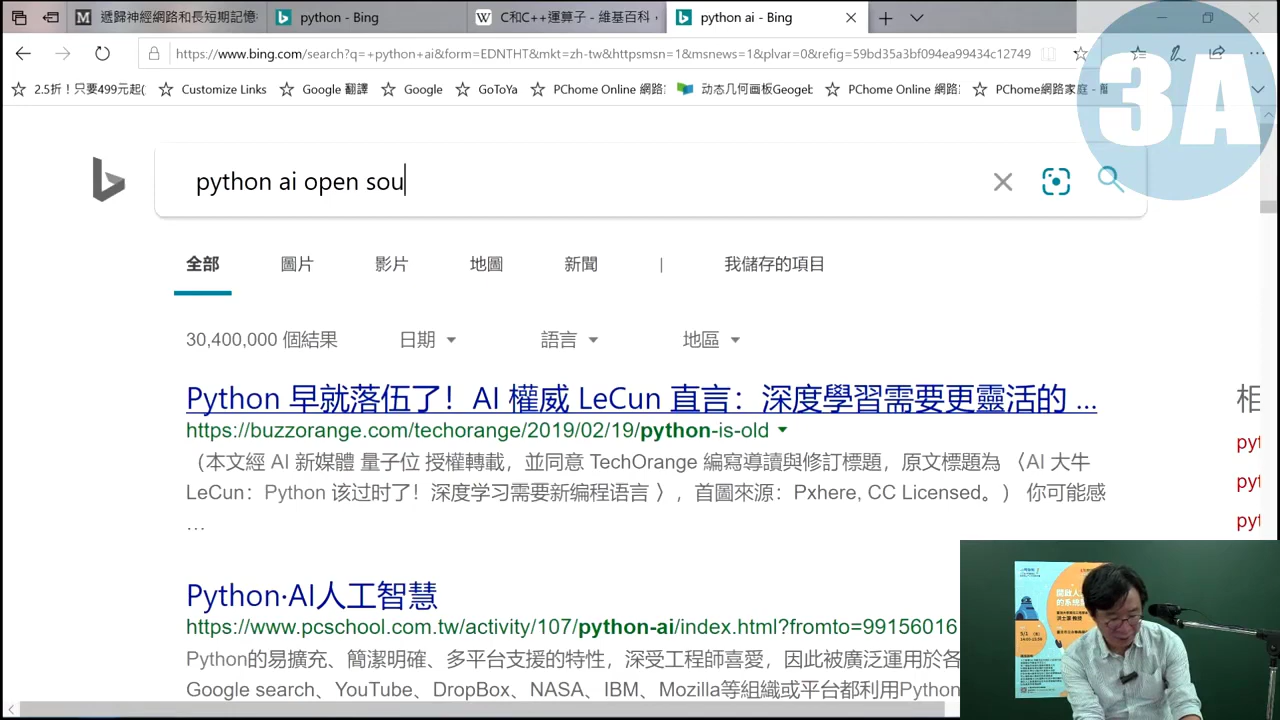 遞歸神經網路和長短期記憶
python - Bing
C和C++運算子 - 維基百科，
python ai - Bing
https://www.bing.com/search?q=+python+ai&form=EDNTHT&mkt=zh-tw&httpsmsn=1&msnews=1&plvar=0&refig=59bd35a3bf094ea99434c12749
2.5折！只要499元起(
Customize Links
Google 翻譯
Google
GoToYa
PChome Online 網路
动态几何画板Geogeb
PChome Online 網路
PChome網路家庭 -
3A
python ai open sou
全部
圖片
影片
地圖
新聞
|
我儲存的項目
30,400,000 個結果
日期
語言
地區
Python 早就落伍了！AI 權威 LeCun 直言：深度學習需要更靈活的 ...
相
https://buzzorange.com/techorange/2019/02/19/python-is-old
pyt
（本文經 AI 新媒體 量子位 授權轉載，並同意 TechOrange 編寫導讀與修訂標題，原文標題為 〈AI 大牛
pyt
LeCun：Python 该过时了！深度学习需要新编程语言 〉，首圖來源：Pxhere, CC Licensed。） 你可能感
…
pyt
Python·AI人工智慧
https://www.pcschool.com.tw/activity/107/python-ai/index.html?fromto=99156016
Python的易擴充、簡潔明確、多平台支援的特性，深受工程師喜愛，因此被廣泛運用於各
Google search、YouTube、DropBox、NASA、IBM、Mozilla等組織或平台都利用Python
開啟人
的系統
5/1